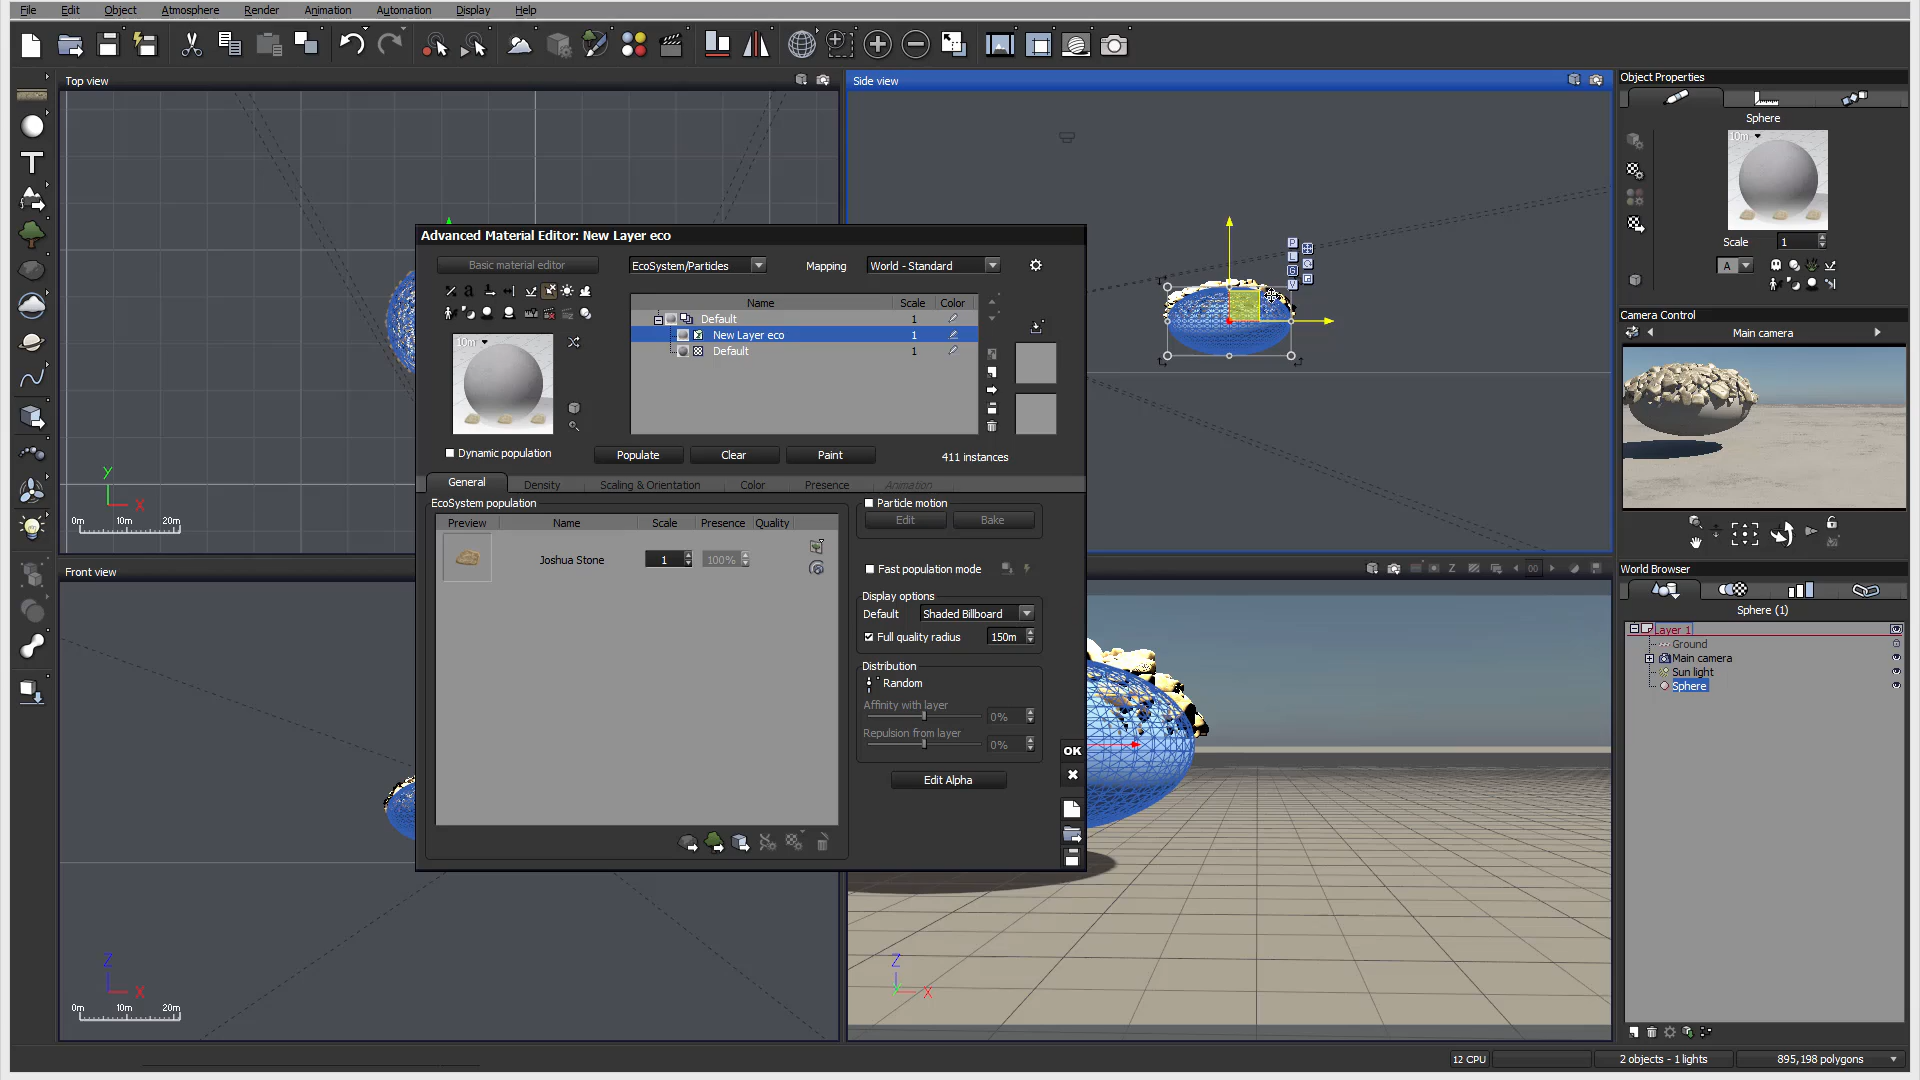 File Edit Object Atmosphere Render Animation Automation Display Help
Top view
Side view
Object Properties
Sphere
10m
Scale 1
A
Y
X
0m 10m 20m
Advanced Material Editor: New Layer eco
Basic material editor
EcoSystem/Particles
Mapping
World - Standard
Name Scale Color
Default 1
New Layer eco 1
Default 1
10m
Dynamic population
Populate
Clear
Paint
411 instances
General
Density
Scaling & Orientation
Color
Presence
Animation
EcoSystem population
Preview Name Scale Presence Quality
Joshua Stone 1 100%
Particle motion
Edit
Bake
Fast population mode
Display options
Default Shaded Billboard
Full quality radius 150m
Distribution
Random
Affinity with layer
0%
Repulsion from layer
0%
Edit Alpha
OK
Camera Control
Main camera
Front view
Z
X
0m 10m 20m
Z
X
World Browser
Sphere (1)
Layer 1
Ground
Main camera
Sun light
Sphere
12 CPU
2 objects - 1 lights
895,198 polygons